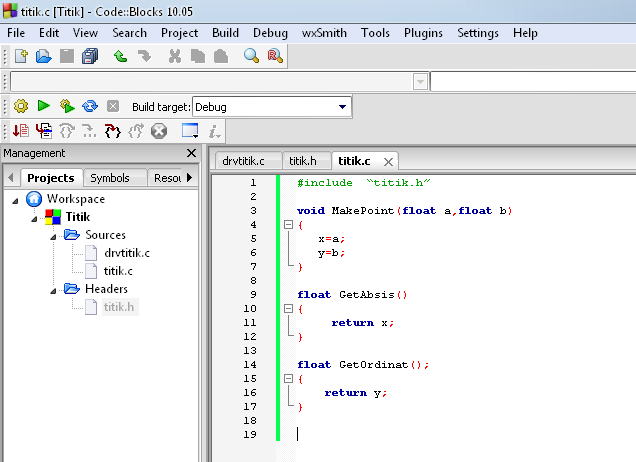 titik.c [Titik] - Code::Blocks 10.05
File Edit View Search Project Build Debug wxSmith Tools Plugins Settings Help
Build target: Debug
Management
Projects Symbols Resou
Workspace
Titik
Sources
drvtitik.c
titik.c
Headers
titik.h
drvtitik.c titik.h titik.c
1 #include “titik.h”
2
3 void MakePoint(float a,float b)
4 {
5 x=a;
6 y=b;
7 }
8
9 float GetAbsis()
10 {
11 return x;
12 }
13
14 float GetOrdinat();
15 {
16 return y;
17 }
18
19